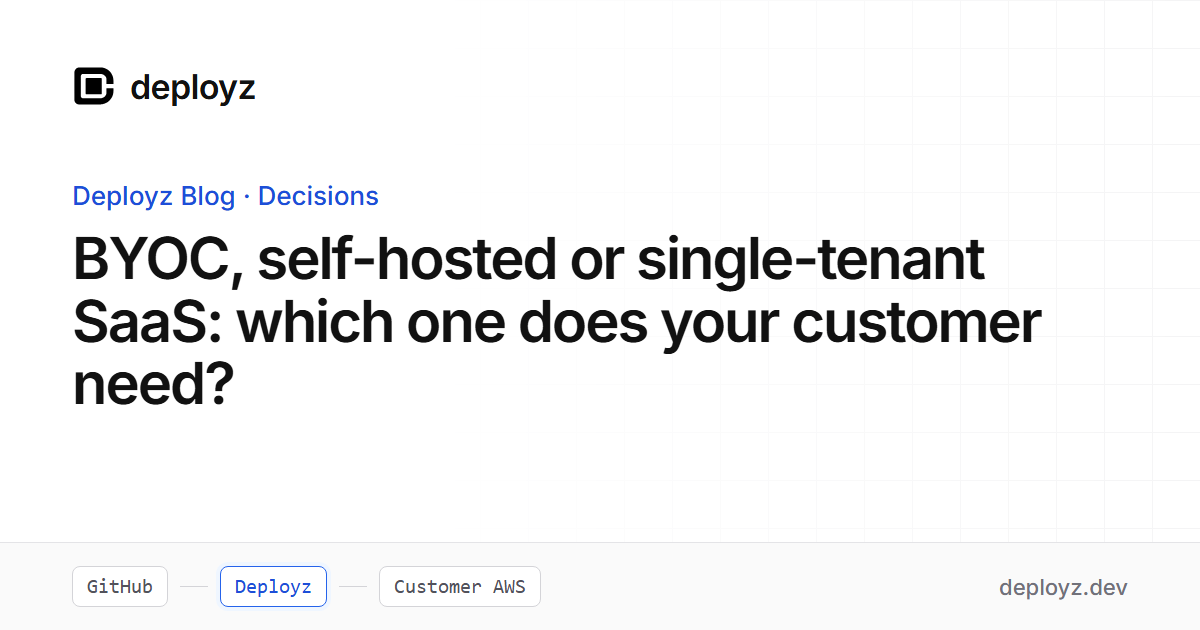 deployz
Deployz Blog · Decisions
BYOC, self-hosted or single-tenant
SaaS: which one does your customer
need?
GitHub
Deployz
Customer AWS
deployz.dev